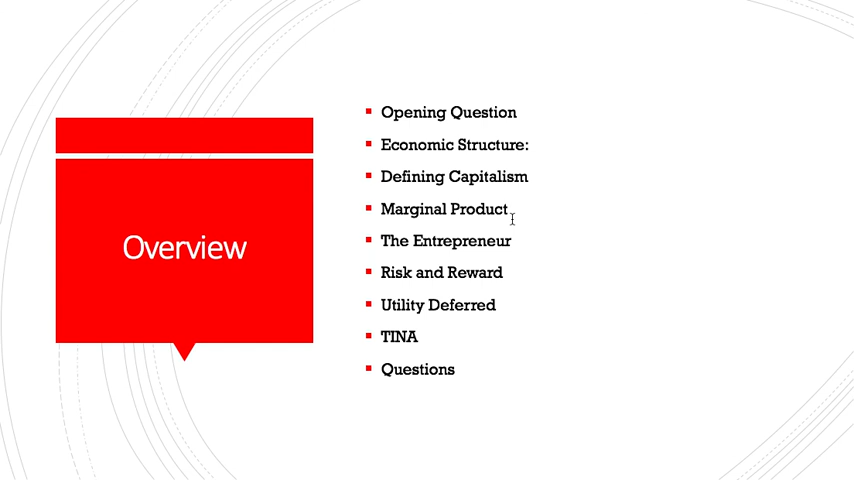 Overview
Opening Question
Economic Structure:
Defining Capitalism
Marginal Product
The Entrepreneur
Risk and Reward
Utility Deferred
TINA
Questions